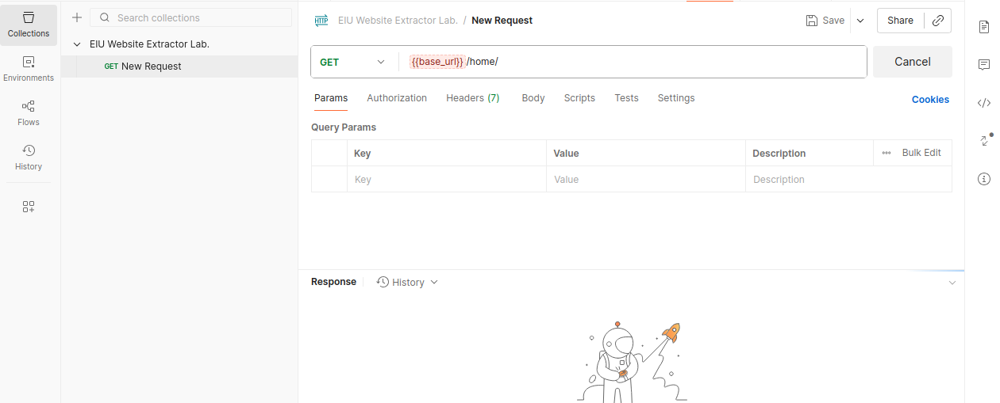 Collections
Environments
Flows
History
Search collections
EIU Website Extractor Lab.
GET New Request
HTTP EIU Website Extractor Lab. / New Request
Save
Share
GET {{base_url}}/home/
Cancel
Params Authorization Headers (7) Body Scripts Tests Settings
Cookies
Query Params
Key Value Description ••• Bulk Edit
Key Value Description
Response History